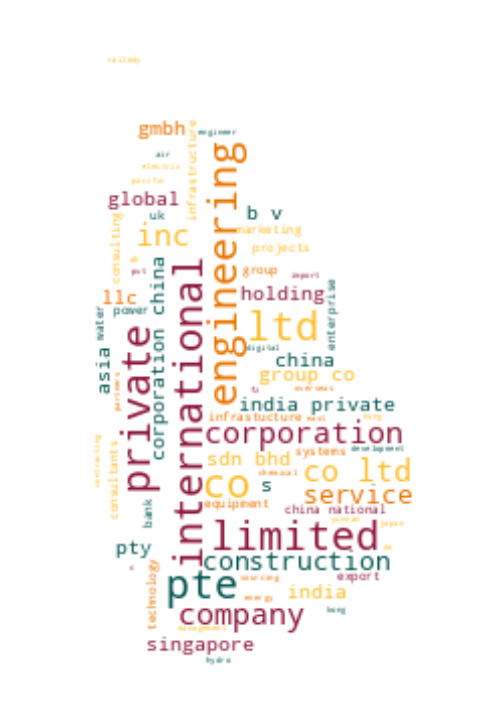 railway
gmbh
engineer
infrastructure
engineering
air
electric
pacific
global
uk
b v
consulting
inc
marketing
projects
group
import
international
corporation china
llc
power
holding
enterprise
water
ltd
private
digital
china
asia
group co
overseas
partners
india private
infrastucture
east
hong
corporation
contracting
consultants
systems
development
sdn bhd
chemical
co ltd
co
s
service
bank
equipment
china national
japan
limited
pty
construction
technology
pte
sourcing
export
india
energy
company
hong
management
singapore
hydro